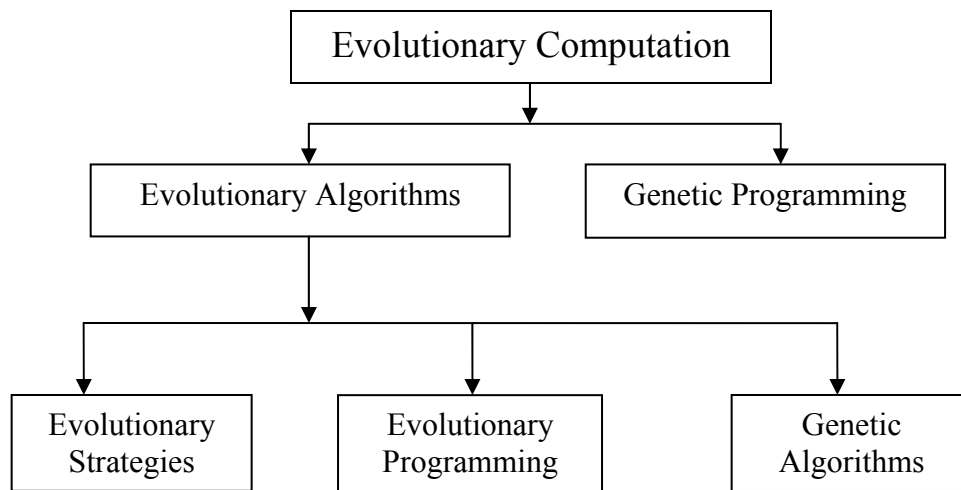 Evolutionary Computation
Evolutionary Algorithms
Genetic Programming
Evolutionary
Strategies
Evolutionary
Programming
Genetic
Algorithms